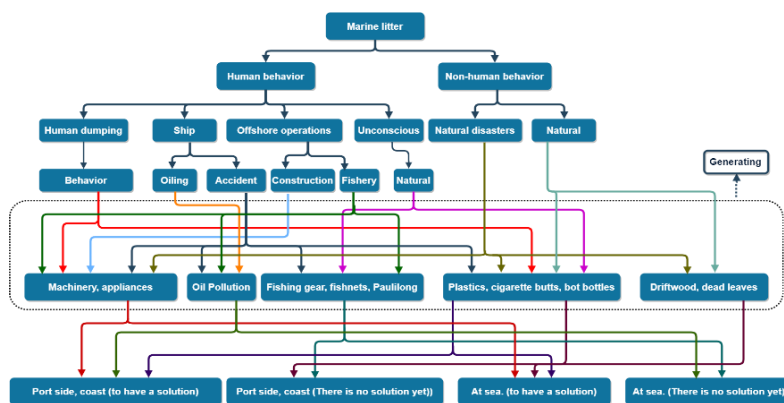 Marine litter
Human behavior
Non-human behavior
Human dumping
Ship
Offshore operations
Unconscious
Natural disasters
Natural
Generating
Behavior
Oiling
Accident
Construction
Fishery
Natural
Machinery, appliances
Oil Pollution
Fishing gear, fishnets, Paulilong
Plastics, cigarette butts, bot bottles
Driftwood, dead leaves
Port side, coast (to have a solution)
Port side, coast (There is no solution yet))
At sea. (to have a solution)
At sea. (There is no solution yet)